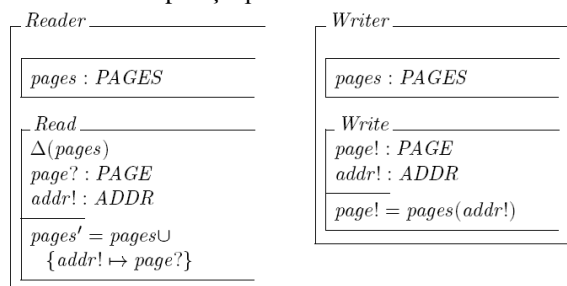 Reader
pages : PAGES
Read
Δ(pages)
page? : PAGE
addr! : ADDR
pages′ = pages∪
{addr! ↦ page?}
Writer
pages : PAGES
Write
page! : PAGE
addr! : ADDR
page! = pages(addr!)